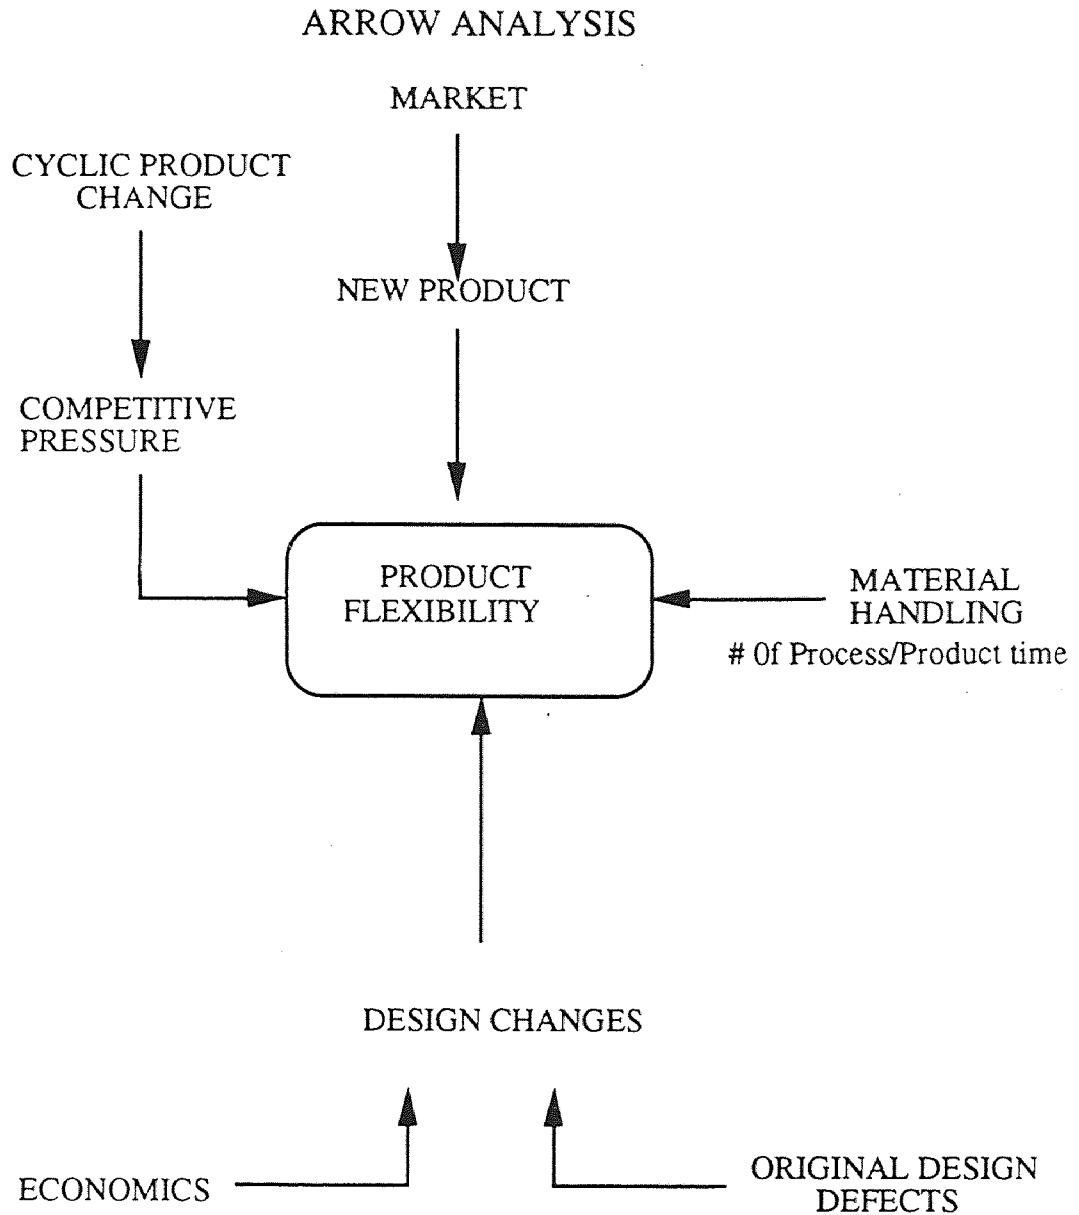 ARROW ANALYSIS
MARKET
CYCLIC PRODUCT
CHANGE
NEW PRODUCT
COMPETITIVE
PRESSURE
PRODUCT
FLEXIBILITY
MATERIAL
HANDLING
# Of Process/Product time
DESIGN CHANGES
ECONOMICS
ORIGINAL DESIGN
DEFECTS